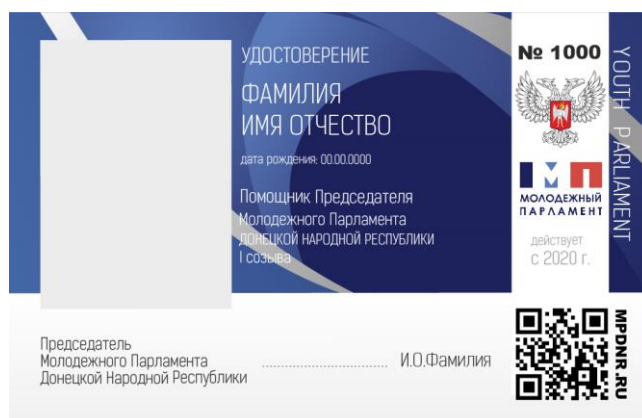 УДОСТОВЕРЕНИЕ
ФАМИЛИЯ
ИМЯ ОТЧЕСТВО
дата рождения: 00.00.0000
Помощник Председателя
Молодежного Парламента
ДОНЕЦКОЙ НАРОДНОЙ РЕСПУБЛИКИ
I созыва
№ 1000
МОЛОДЕЖНЫЙ
ПАРЛАМЕНТ
действует
с 2020 г.
YOUTH PARLIAMENT
Председатель
Молодежного Парламента
Донецкой Народной Республики
И.О.Фамилия
MPDNR.RU